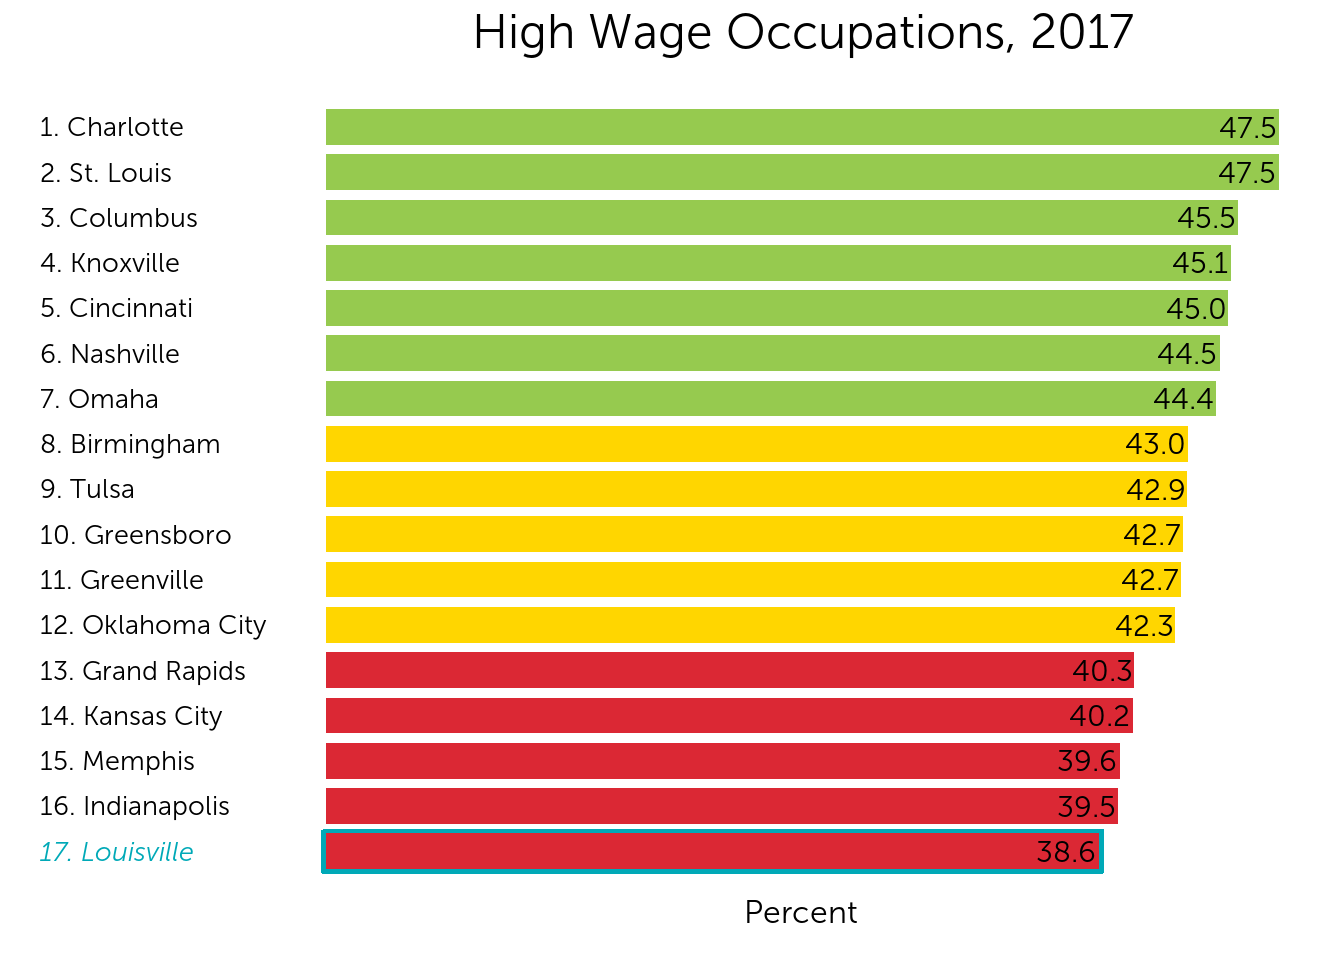 High Wage Occupations, 2017
1. Charlotte 47.5
2. St. Louis 47.5
3. Columbus 45.5
4. Knoxville 45.1
5. Cincinnati 45.0
6. Nashville 44.5
7. Omaha 44.4
8. Birmingham 43.0
9. Tulsa 42.9
10. Greensboro 42.7
11. Greenville 42.7
12. Oklahoma City 42.3
13. Grand Rapids 40.3
14. Kansas City 40.2
15. Memphis 39.6
16. Indianapolis 39.5
17. Louisville 38.6
Percent